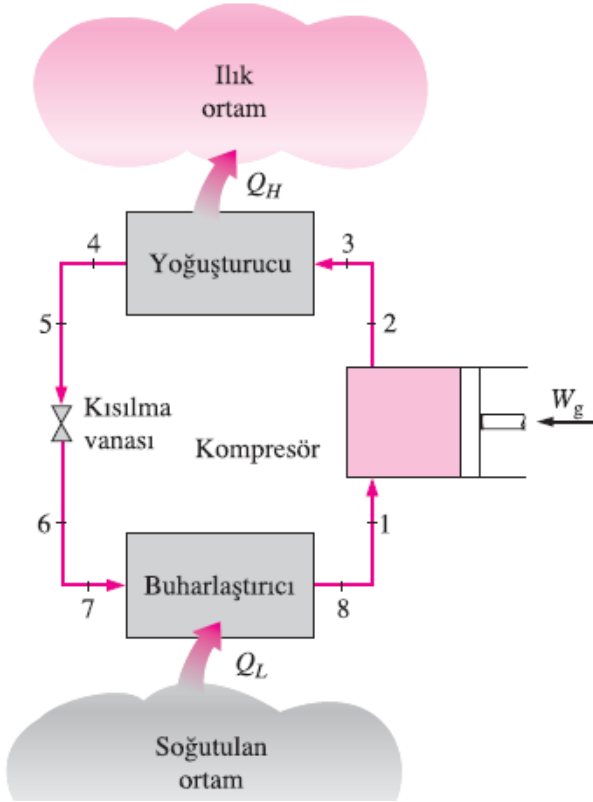 Ilık
ortam
Q_H
4
3
Yoğuşturucu
5
2
Kısılma
vanası
W_g
Kompresör
6
1
Buharlaştırıcı
7
8
Q_L
Soğutulan
ortam